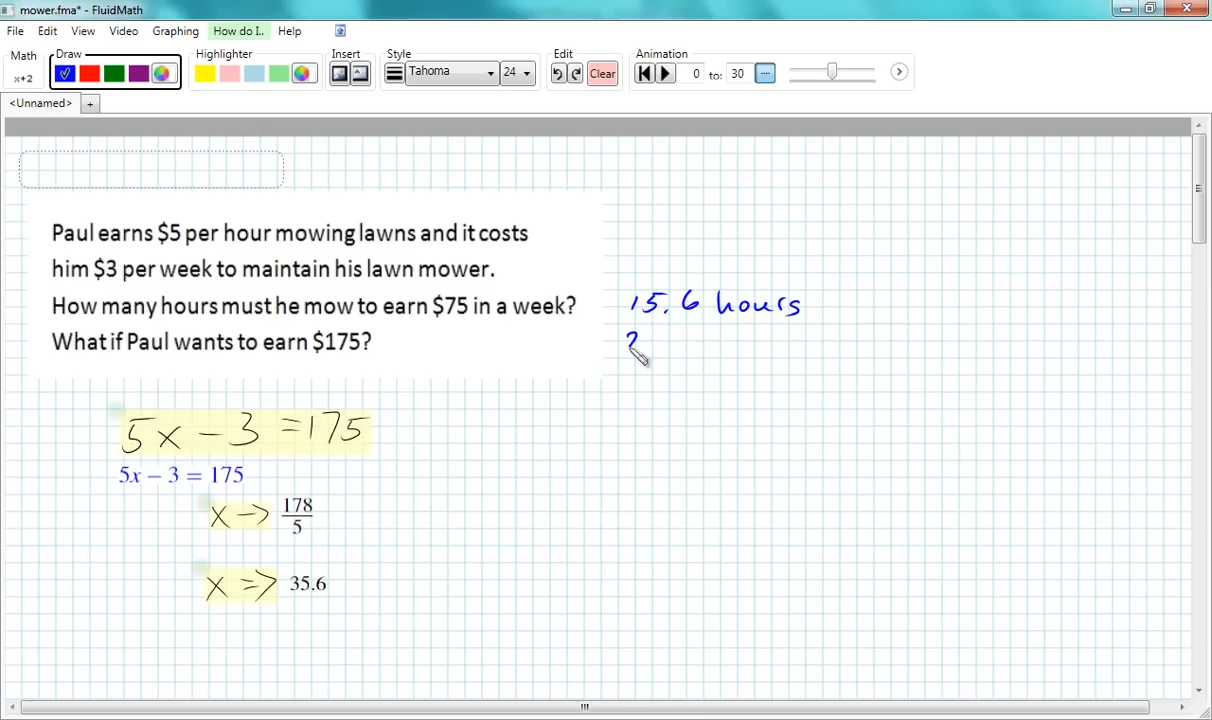 mower.fma* - FluidMath
File Edit View Video Graphing How do I.. Help
Math Draw Highlighter Insert Style Edit Animation
x+2 Tahoma 24 Clear 0 to: 30
<Unnamed> +
Paul earns $5 per hour mowing lawns and it costs
him $3 per week to maintain his lawn mower.
How many hours must he mow to earn $75 in a week?
15.6 hours
What if Paul wants to earn $175?
5x - 3 = 175
5x − 3 = 175
x -> 178/5
x => 35.6